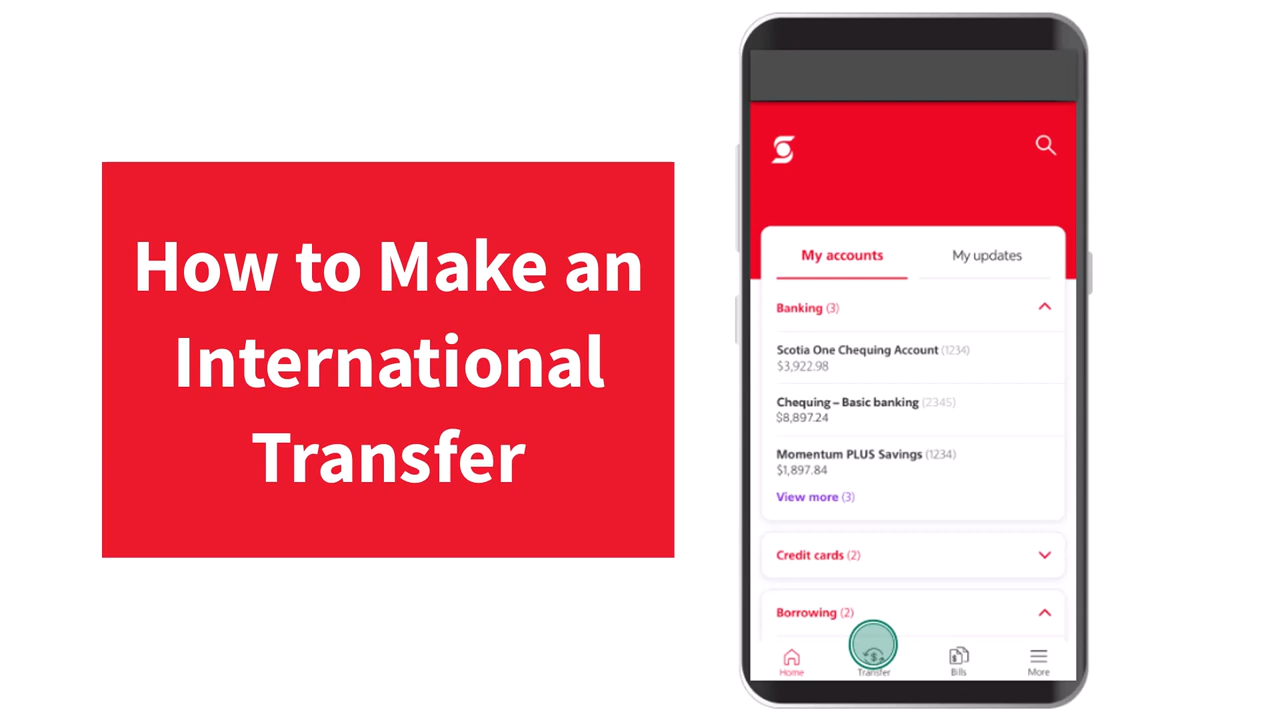 How to Make an
International
Transfer
My accounts
My updates
Banking (3)
Scotia One Chequing Account (1234)
$3,922.98
Chequing – Basic banking (2345)
$8,897.24
Momentum PLUS Savings (1234)
$1,897.84
View more (3)
Credit cards (2)
Borrowing (2)
Home
Transfer
Bills
More